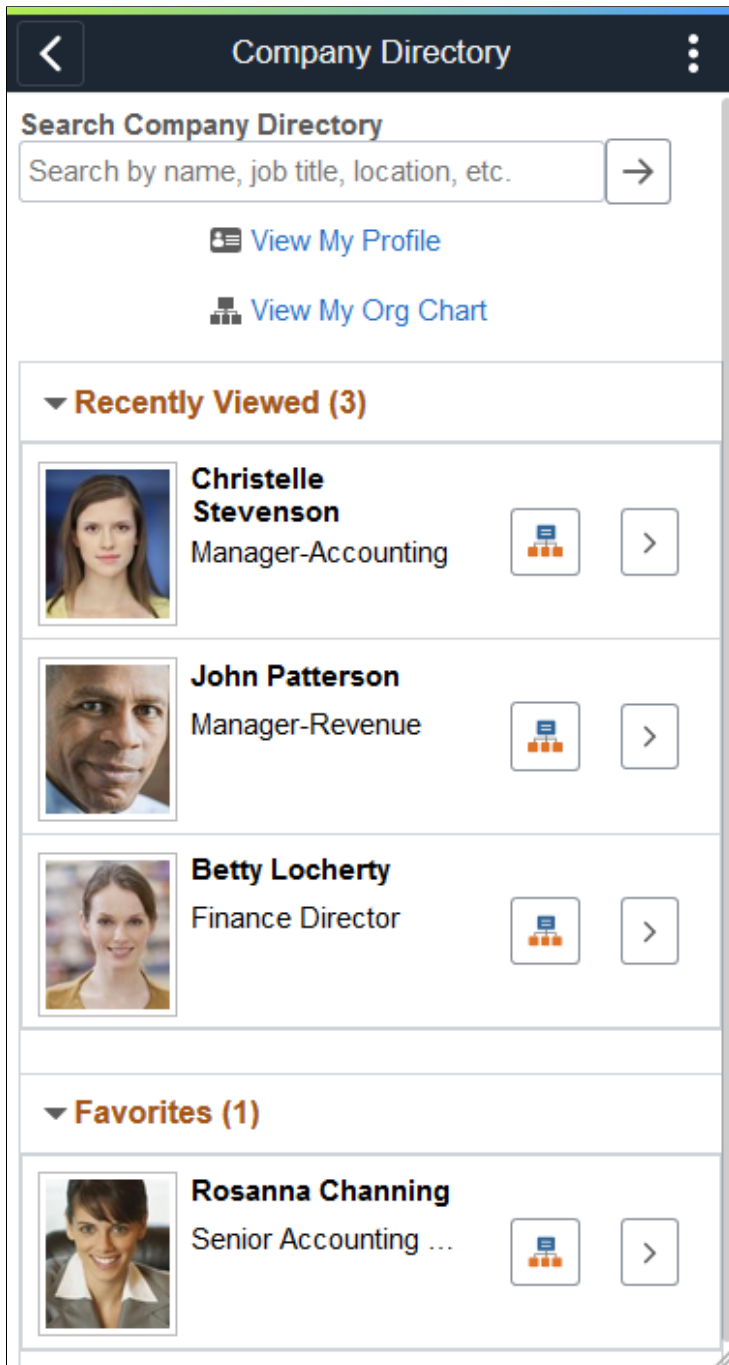 Company Directory
Search Company Directory
Search by name, job title, location, etc.
View My Profile
View My Org Chart
Recently Viewed (3)
Christelle
Stevenson
Manager-Accounting
John Patterson
Manager-Revenue
Betty Locherty
Finance Director
Favorites (1)
Rosanna Channing
Senior Accounting ...